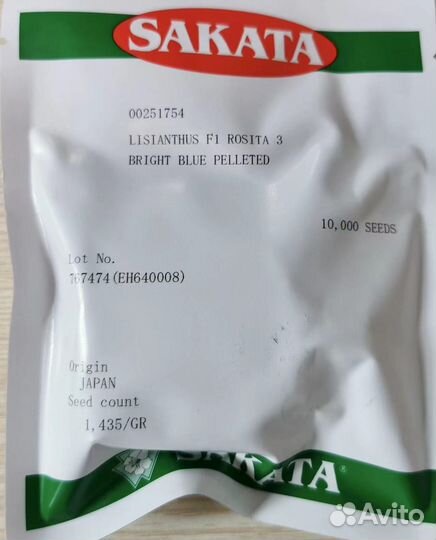 SAKATA
00251754
LISIANTHUS F1 ROSITA 3
BRIGHT BLUE PELLETED
10,000 SEEDS
Lot No.
767474(EH640008)
Origin
JAPAN
Seed count
1,435/GR
SAKATA®
Avito